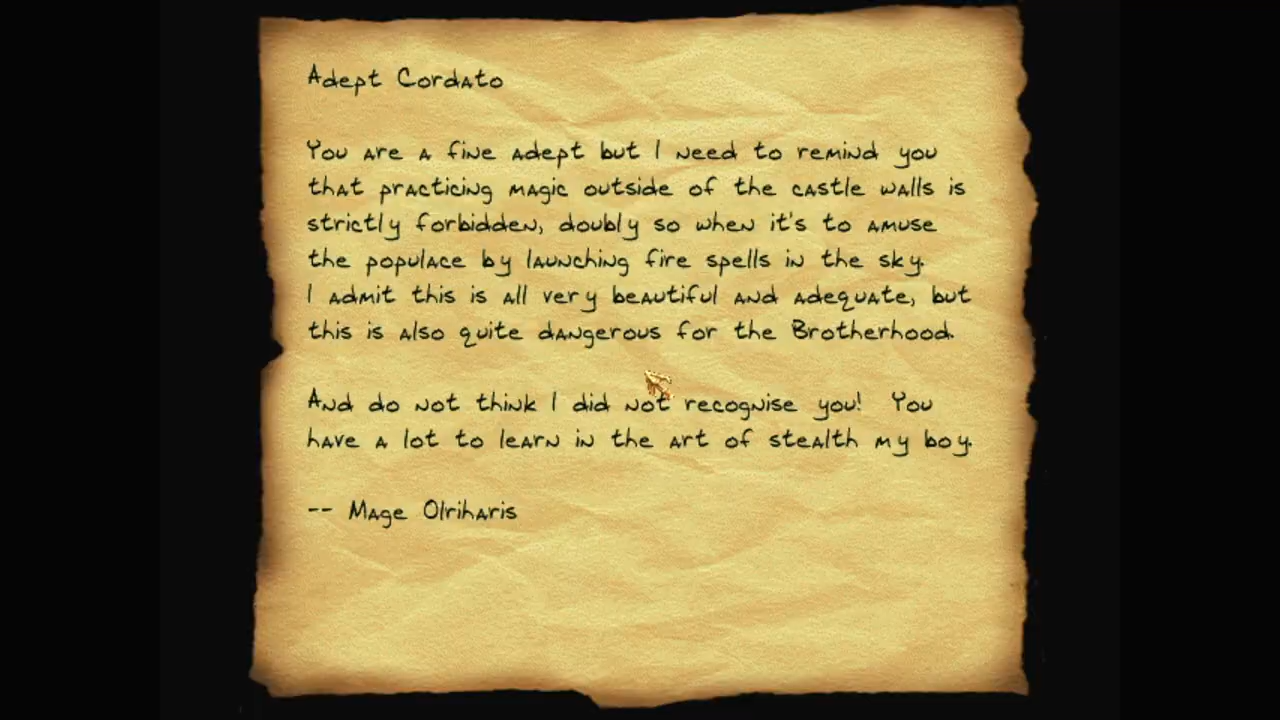 Adept Cordato
You are a fine adept but I need to remind you
that practicing magic outside of the castle walls is
strictly forbidden, doubly so when it's to amuse
the populace by launching fire spells in the sky.
I admit this is all very beautiful and adequate, but
this is also quite dangerous for the Brotherhood.
And do not think I did not recognise you! You
have a lot to learn in the art of stealth my boy.
-- Mage Olriharis